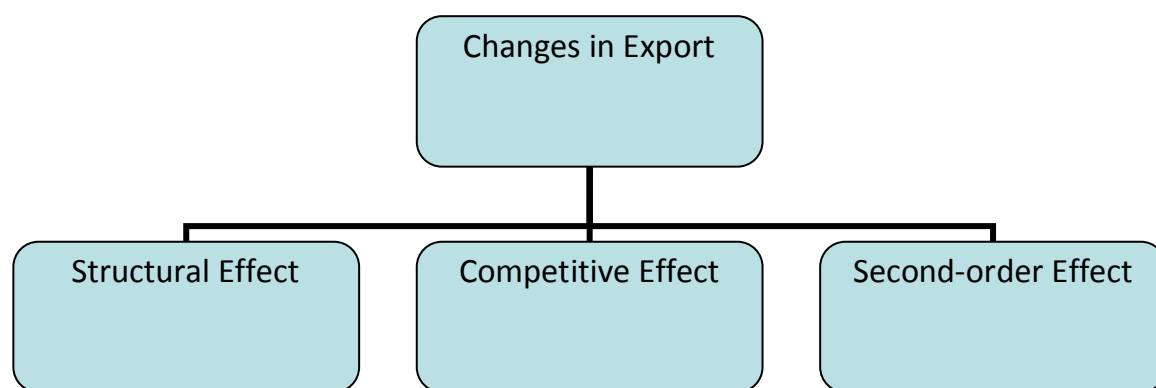 Changes in Export
Structural Effect
Competitive Effect
Second-order Effect